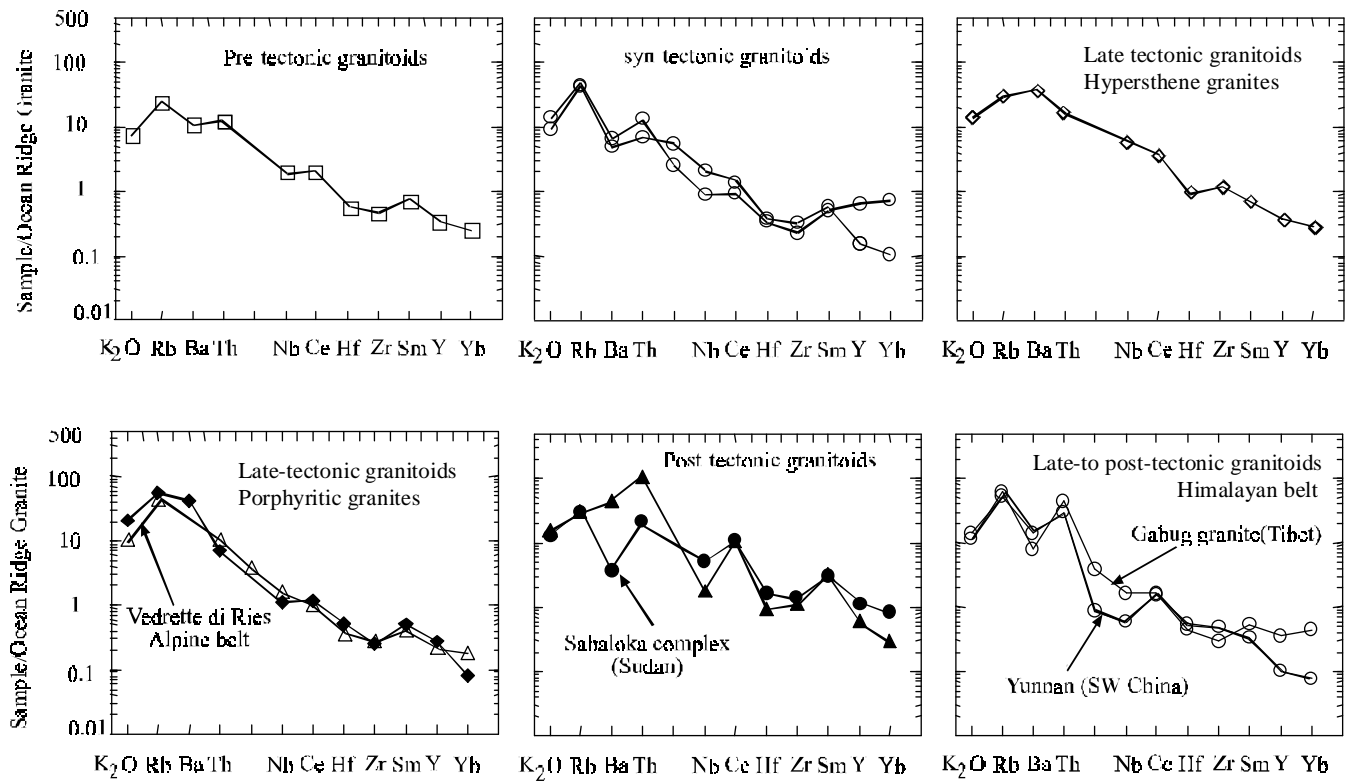 500
100
10
1
0.1
0.01
Sample/Ocean Ridge Granite
Pre tectonic granitoids
K2O Rb Ba Th Nb Ce Hf Zr Sm Y Yb
syn tectonic granitoids
K2O Rb Ba Th Nb Ce Hf Zr Sm Y Yb
Late tectonic granitoids
Hypersthene granites
K2O Rb Ba Th Nb Ce Hf Zr Sm Y Yb
500
100
10
1
0.1
0.01
Sample/Ocean Ridge Granite
Late-tectonic granitoids
Porphyritic granites
Vedrette di Ries
Alpine belt
K2O Rb Ba Th Nb Ce Hf Zr Sm Y Yb
Post tectonic granitoids
Sabaloka complex
(Sudan)
K2O Rb Ba Th Nb Ce Hf Zr Sm Y Yb
Late-to post-tectonic granitoids
Himalayan belt
Gabug granite(Tibet)
Yunnan (SW China)
K2O Rb Ba Th Nb Ce Hf Zr Sm Y Yb